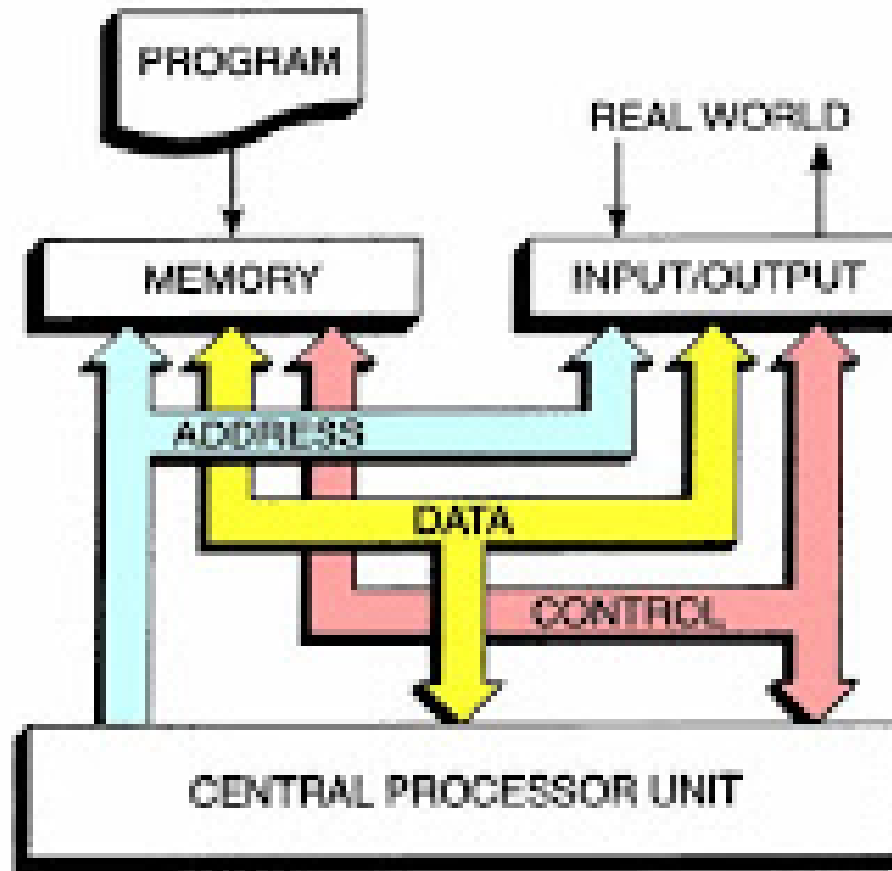 PROGRAM
REAL WORLD
MEMORY
INPUT/OUTPUT
ADDRESS
DATA
CONTROL
CENTRAL PROCESSOR UNIT